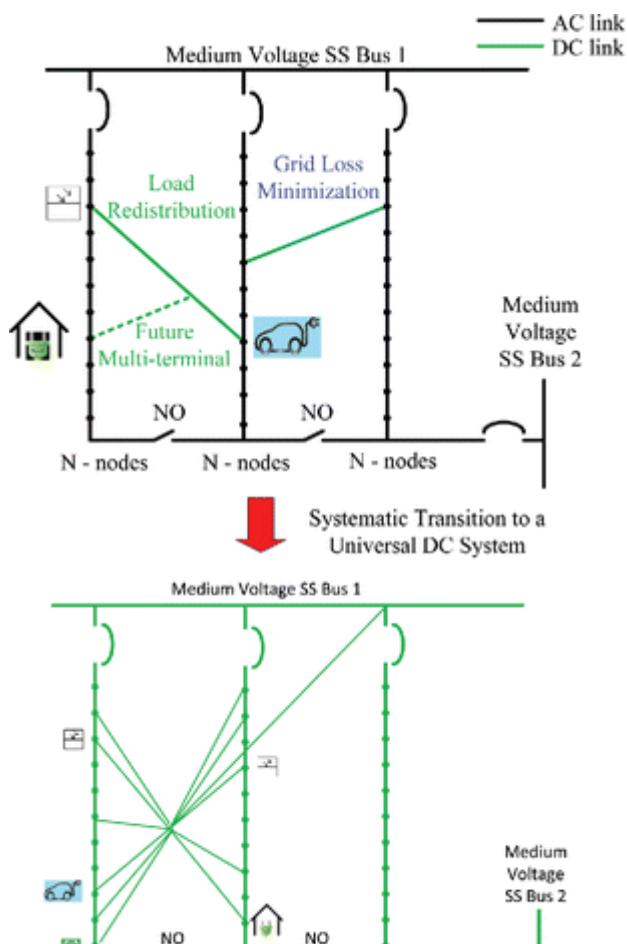 AC link
DC link
Medium Voltage SS Bus 1
Grid Loss
Minimization
Load
Redistribution
Medium
Voltage
SS Bus 2
Future
Multi-terminal
NO
NO
N - nodes
N - nodes
N - nodes
Systematic Transition to a
Universal DC System
Medium Voltage SS Bus 1
Medium
Voltage
SS Bus 2
NO
NO